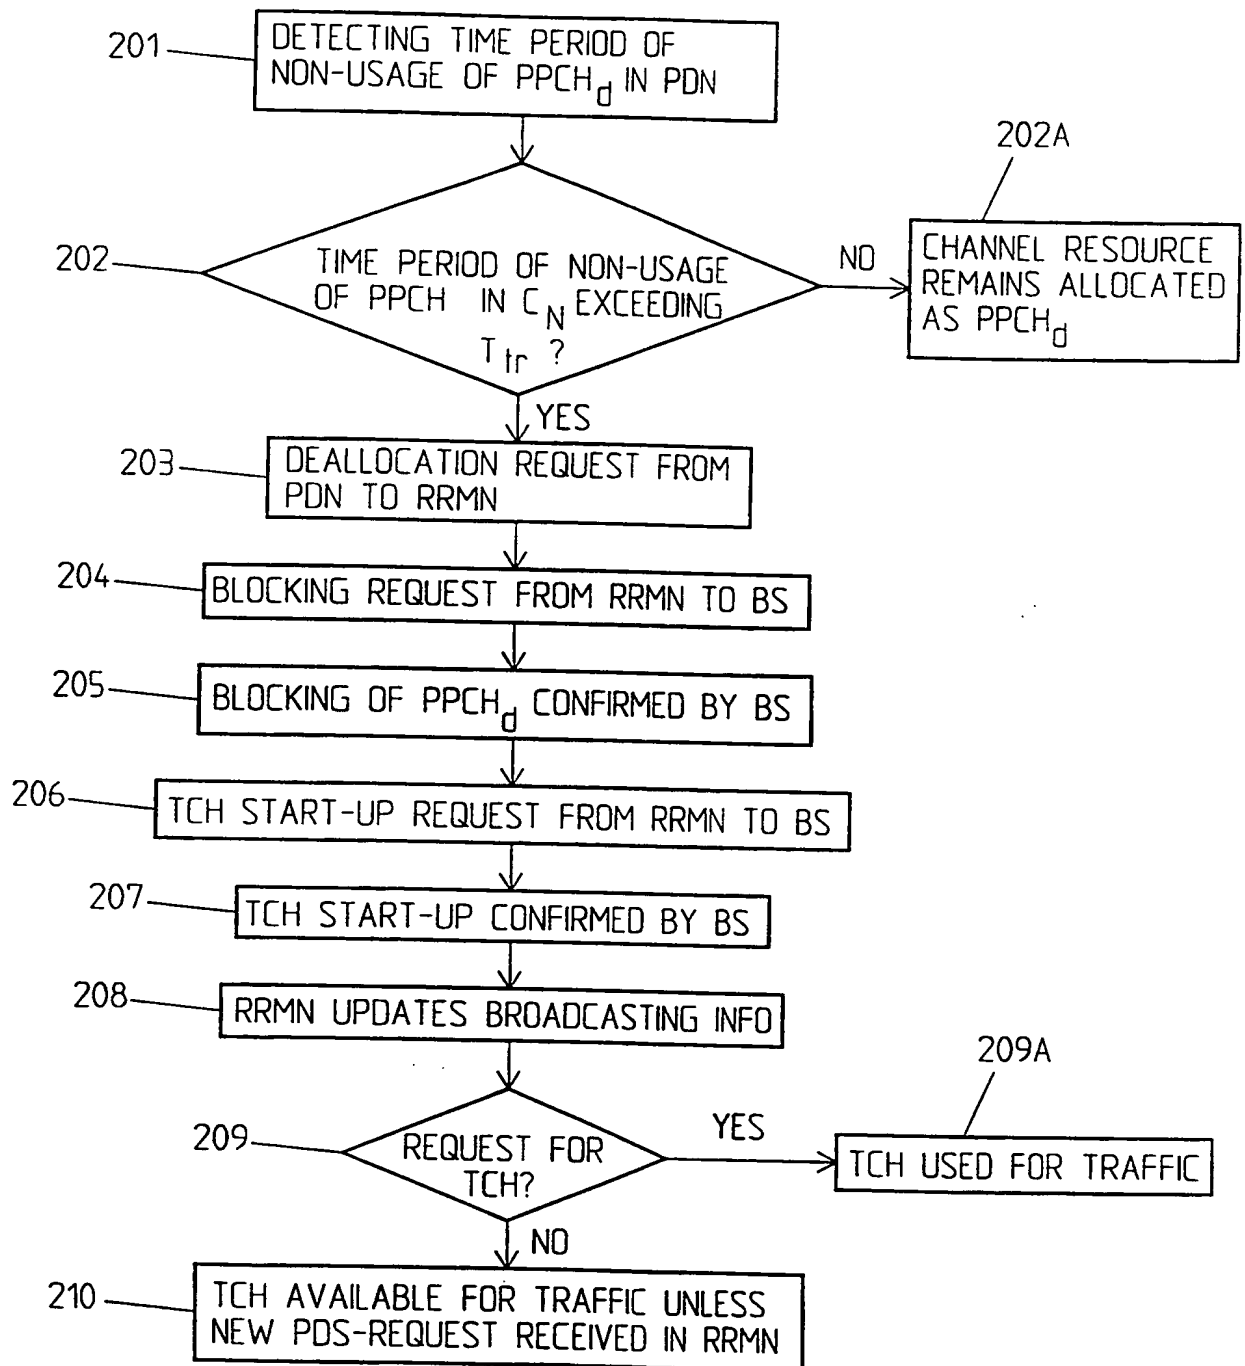 201
DETECTING TIME PERIOD OF
NON-USAGE OF PPCHd IN PDN
202A
202
TIME PERIOD OF NON-USAGE
OF PPCH IN CN EXCEEDING
Ttr ?
NO
CHANNEL RESOURCE
REMAINS ALLOCATED
AS PPCHd
YES
203
DEALLOCATION REQUEST FROM
PDN TO RRMN
204
BLOCKING REQUEST FROM RRMN TO BS
205
BLOCKING OF PPCHd CONFIRMED BY BS
206
TCH START-UP REQUEST FROM RRMN TO BS
207
TCH START-UP CONFIRMED BY BS
208
RRMN UPDATES BROADCASTING INFO
209A
209
REQUEST FOR
TCH?
YES
TCH USED FOR TRAFFIC
NO
210
TCH AVAILABLE FOR TRAFFIC UNLESS
NEW PDS-REQUEST RECEIVED IN RRMN